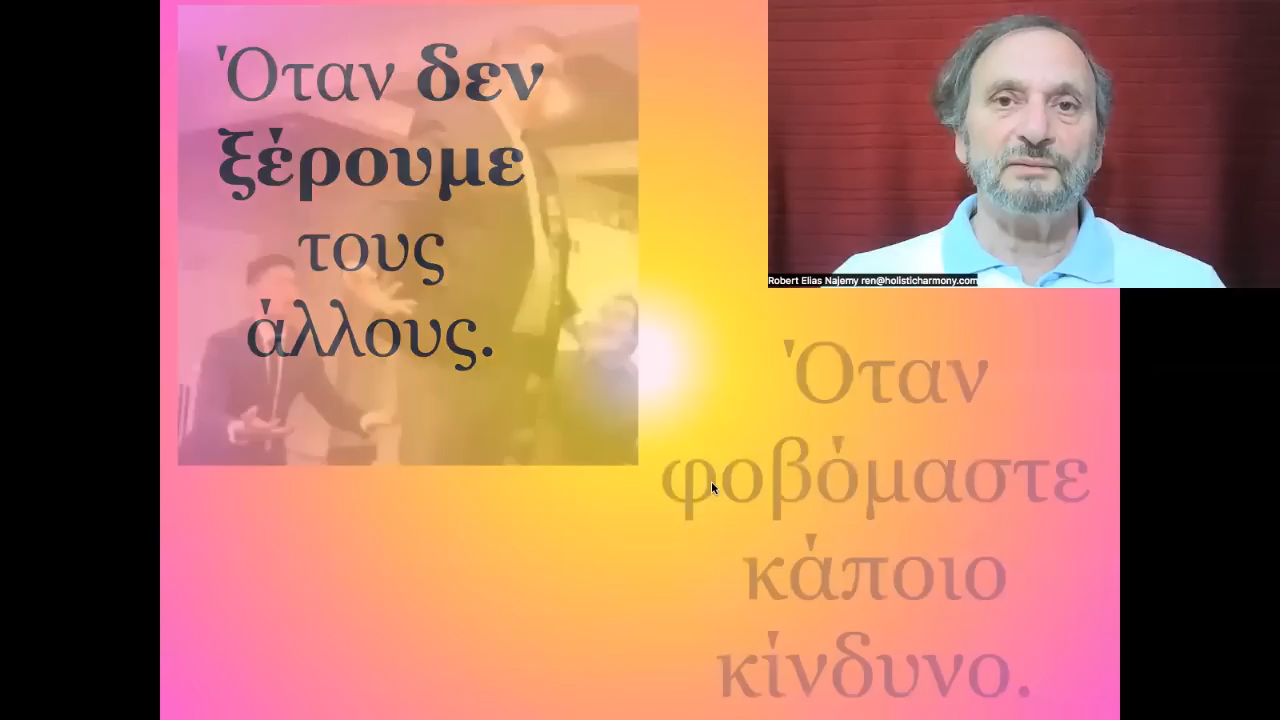 Όταν δεν
ξέρουμε
τους
άλλους.
Robert Elias Najemy ren@holisticharmony.com
Όταν
φοβόμαστε
κάποιο
κίνδυνο.